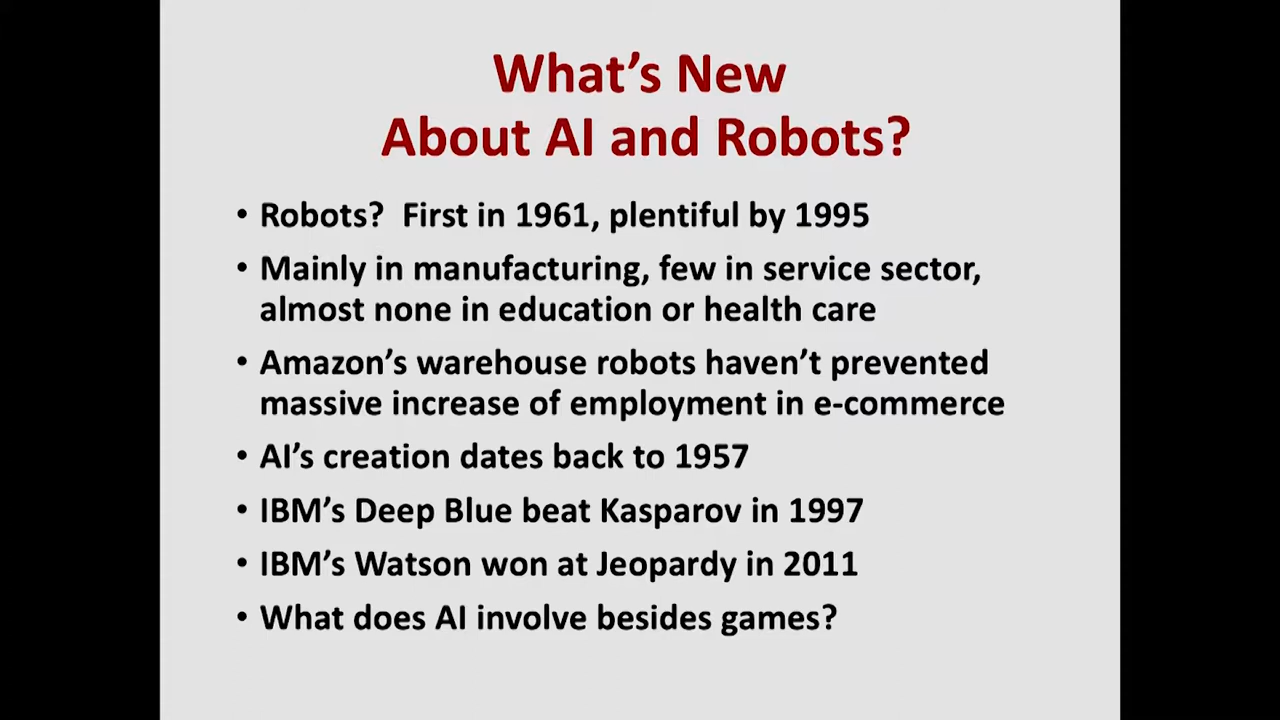 What's New
About AI and Robots?
• Robots?  First in 1961, plentiful by 1995
• Mainly in manufacturing, few in service sector,
almost none in education or health care
• Amazon's warehouse robots haven't prevented
massive increase of employment in e-commerce
• AI's creation dates back to 1957
• IBM's Deep Blue beat Kasparov in 1997
• IBM's Watson won at Jeopardy in 2011
• What does AI involve besides games?